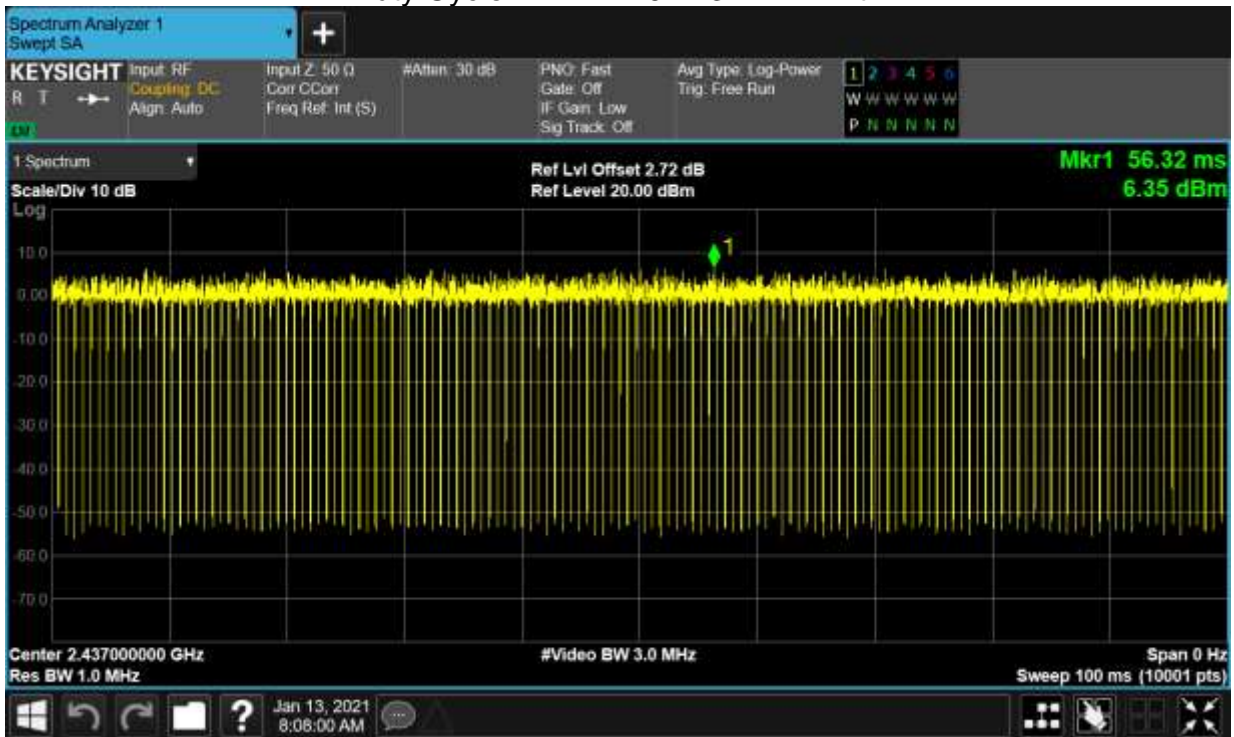 Spectrum Analyzer 1
Swept SA
+
KEYSIGHT Input: RF Input Z: 50 Ω #Atten: 30 dB PNO: Fast Avg Type: Log-Power 1 2 3 4 5 6
R T Coupling: DC Corr CCorr Gate: Off Trig: Free Run W W W W W W
Align: Auto Freq Ref: Int (S) IF Gain: Low P N N N N N
Sig Track: Off
1 Spectrum Ref Lvl Offset 2.72 dB Mkr1 56.32 ms
Scale/Div 10 dB Ref Level 20.00 dBm 6.35 dBm
Log
1
10.0
0.00
-10.0
-20.0
-30.0
-40.0
-50.0
-60.0
-70.0
Center 2.437000000 GHz #Video BW 3.0 MHz Span 0 Hz
Res BW 1.0 MHz Sweep 100 ms (10001 pts)
? Jan 13, 2021
8:08:00 AM